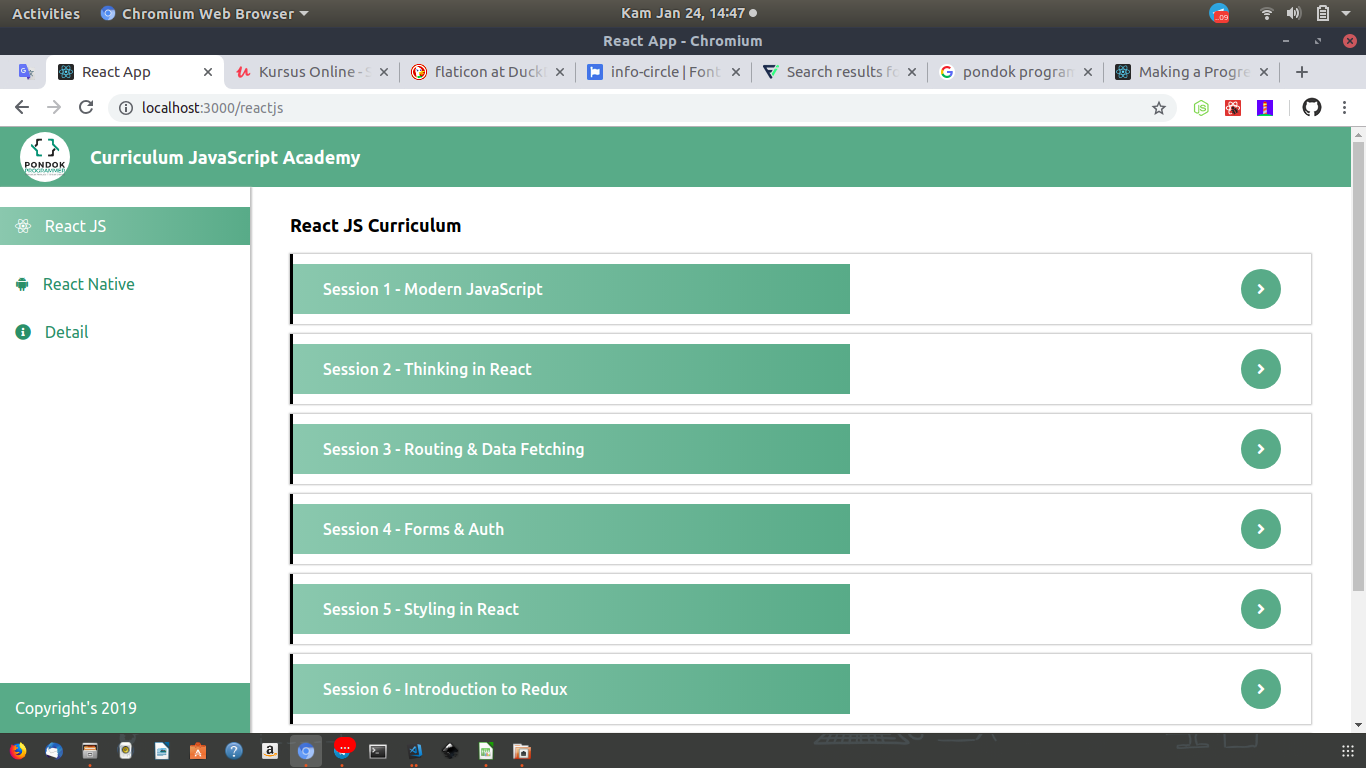 Activities
Chromium Web Browser
Kam Jan 24, 14:47
.09
React App - Chromium
React App
Kursus Online - S
flaticon at Duck
info-circle | Font
Search results fo
pondok program
Making a Progre
localhost:3000/reactjs
PONDOK
PROGRAMMER
Curriculum JavaScript Academy
React JS
React Native
Detail
React JS Curriculum
Session 1 - Modern JavaScript
Session 2 - Thinking in React
Session 3 - Routing & Data Fetching
Session 4 - Forms & Auth
Session 5 - Styling in React
Session 6 - Introduction to Redux
Copyright's 2019